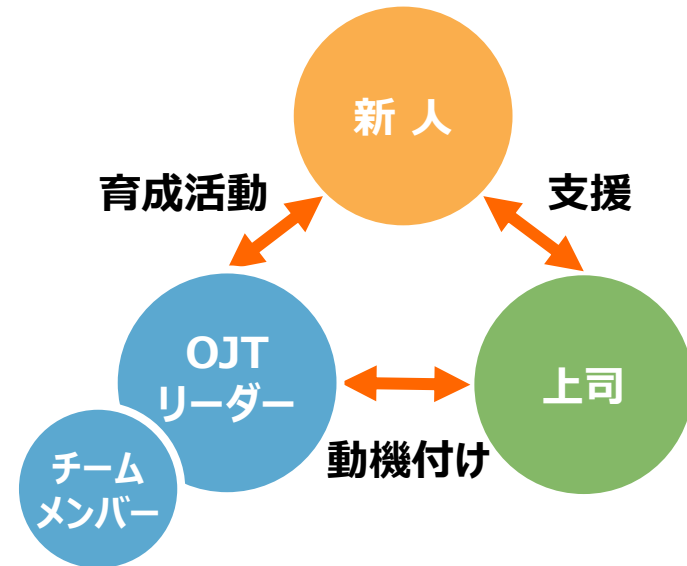 新 人
育成活動
支援
OJT
リーダー
上司
動機付け
チーム
メンバー